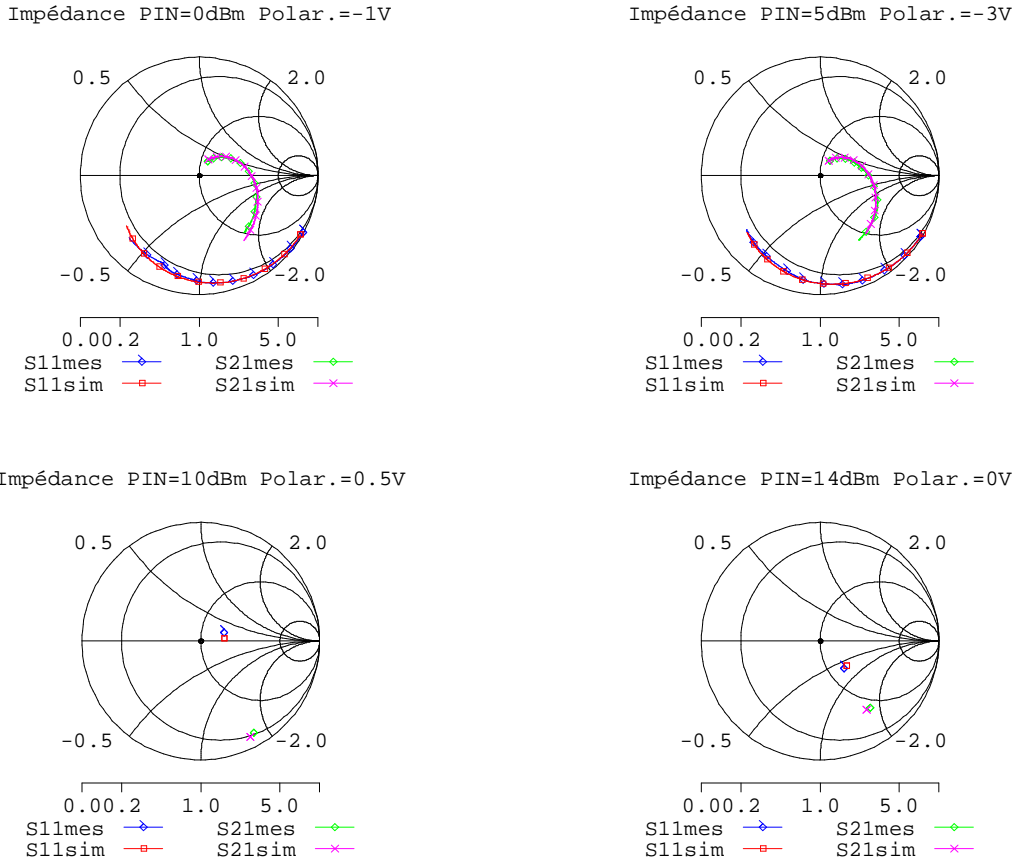 Impédance PIN=0dBm Polar.=-1V
0.5 2.0
-0.5 -2.0
0.00.2 1.0 5.0
S11mes S21mes
S11sim S21sim
Impédance PIN=5dBm Polar.=-3V
0.5 2.0
-0.5 -2.0
0.00.2 1.0 5.0
S11mes S21mes
S11sim S21sim
Impédance PIN=10dBm Polar.=0.5V
0.5 2.0
-0.5 -2.0
0.00.2 1.0 5.0
S11mes S21mes
S11sim S21sim
Impédance PIN=14dBm Polar.=0V
0.5 2.0
-0.5 -2.0
0.00.2 1.0 5.0
S11mes S21mes
S11sim S21sim